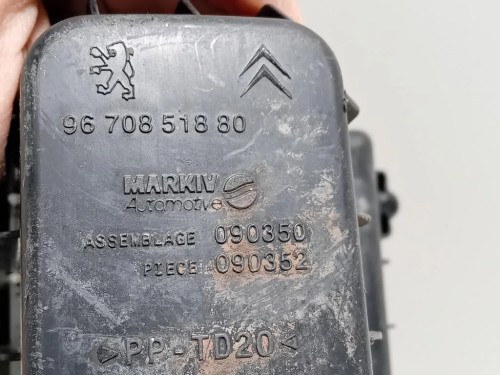 96 708 518 80
MARKIV
Automotive
ASSEMBLAGE 090350
PIECE 090352
>PP-TD20<